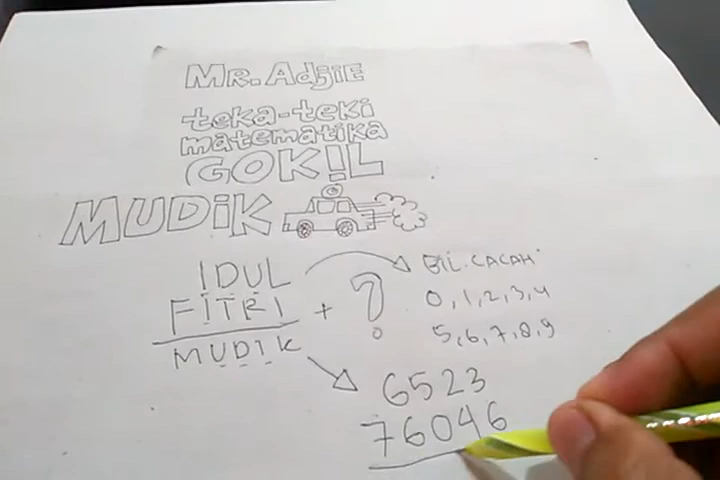 MR. AdjiE
teka-teki
matematika
GOK!L
MUDiK
IDUL
FITRI + ?
MUDIK
BIL. CACAH
0, 1, 2, 3, 4
5, 6, 7, 8, 9
6523
76046